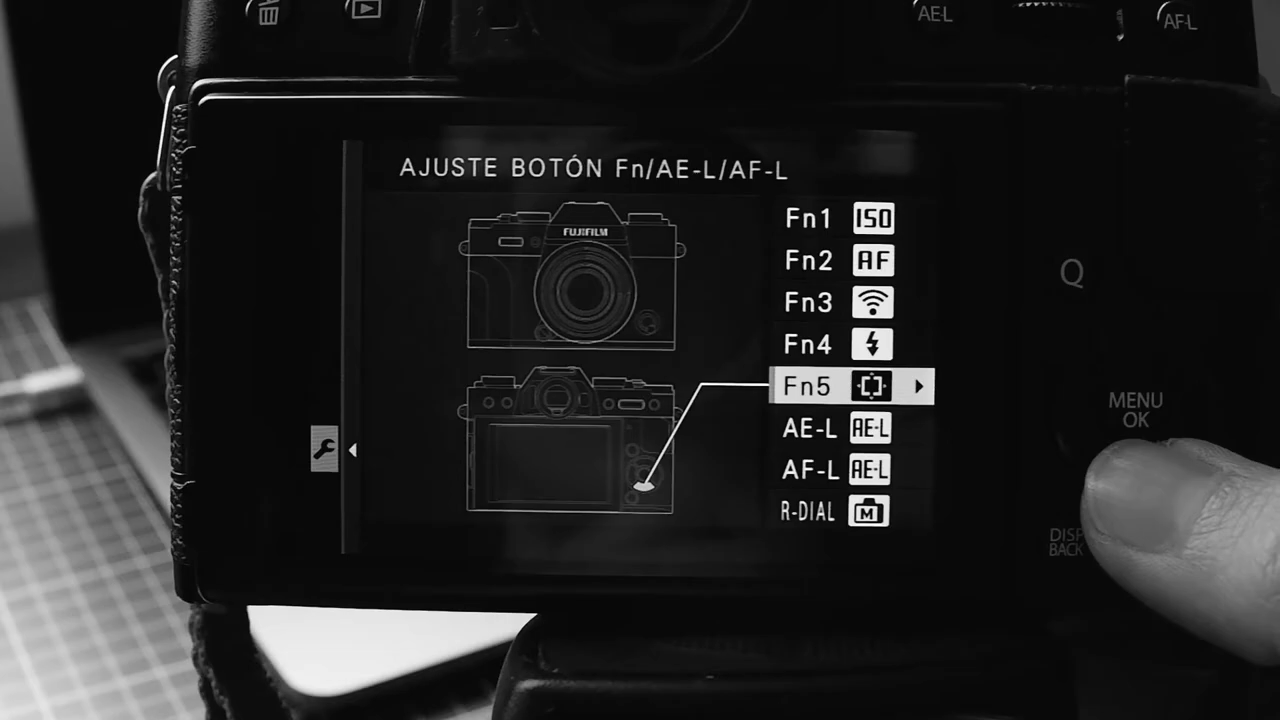 AE-L
AF-L
AJUSTE BOTÓN Fn/AE-L/AF-L
FUJIFILM
Fn1 ISO
Fn2 AF
Fn3
Fn4
Fn5
AE-L AE-L
AF-L AE-L
R-DIAL M
Q
MENU
OK
DISP
BACK